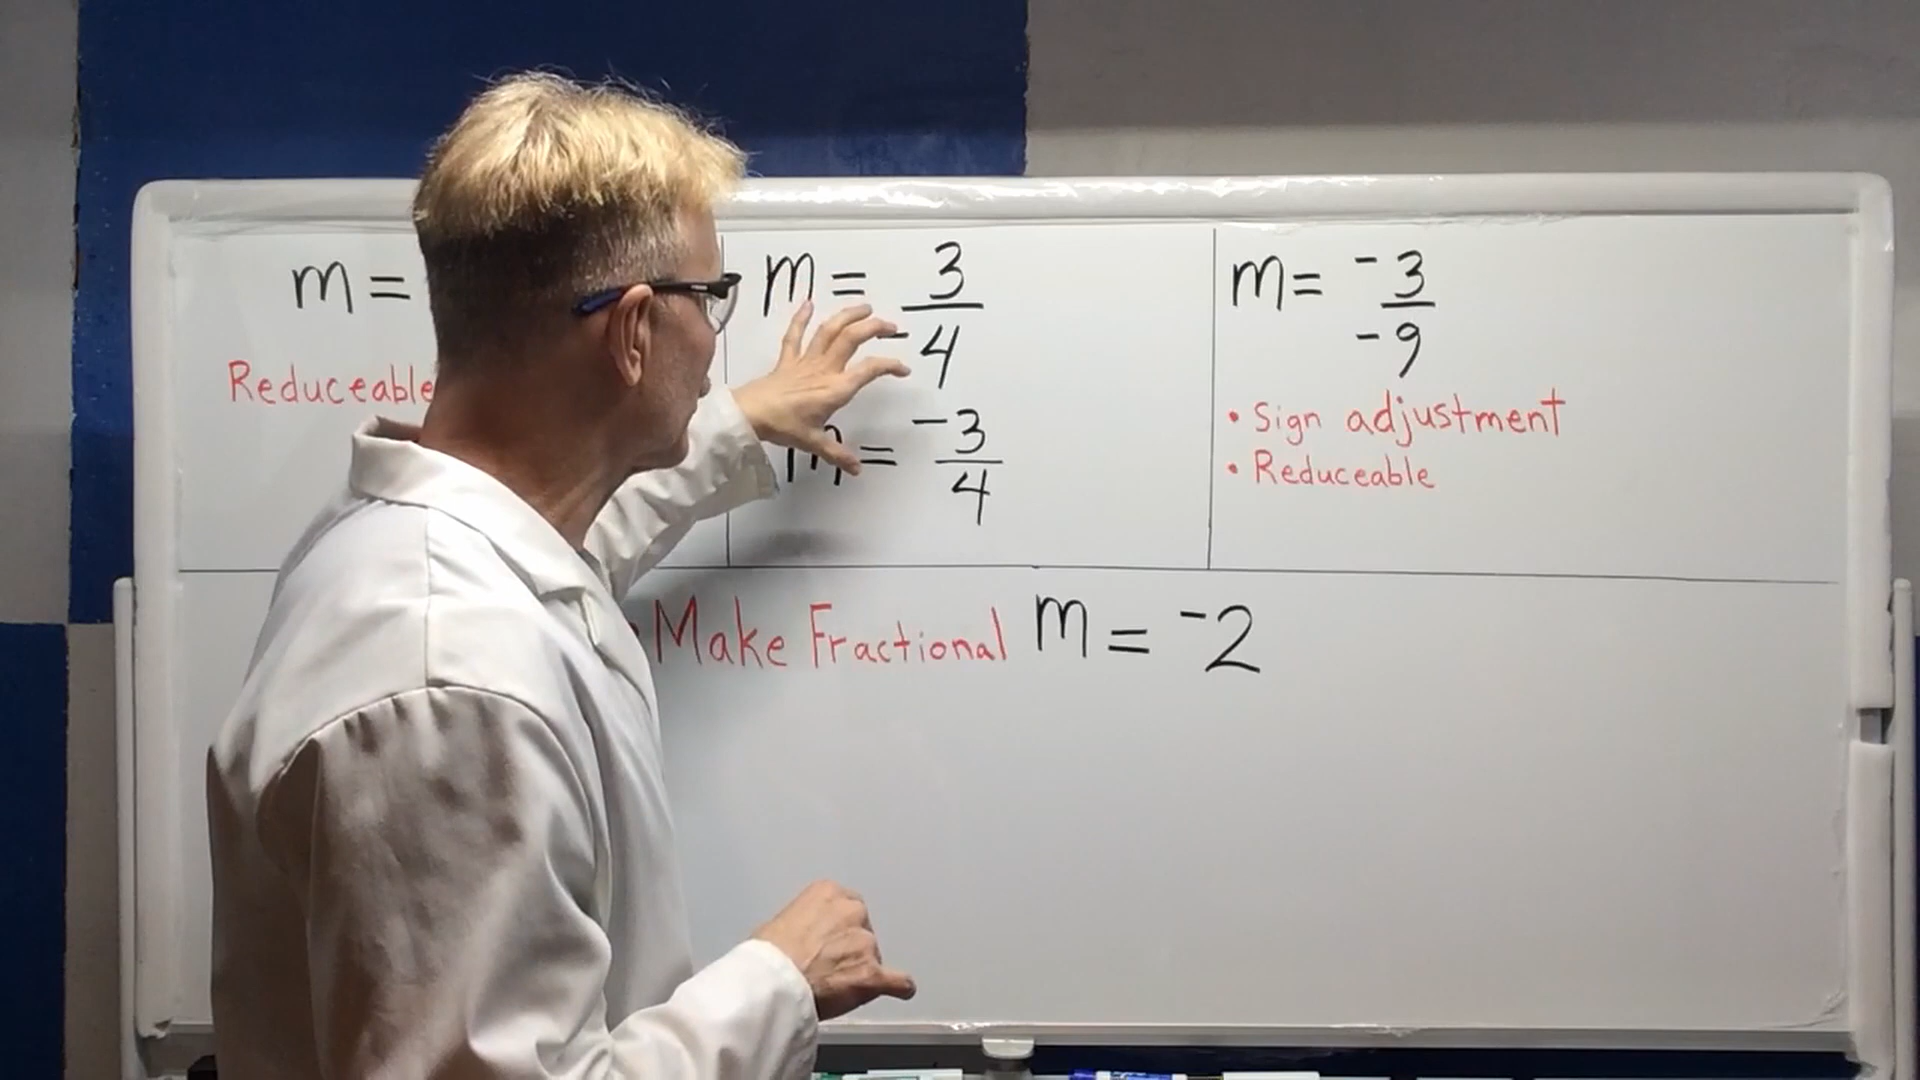 m =
Reduceable
m = 3
-4
m = -3
4
m = -3
-9
• Sign adjustment
• Reduceable
• Make Fractional m = -2